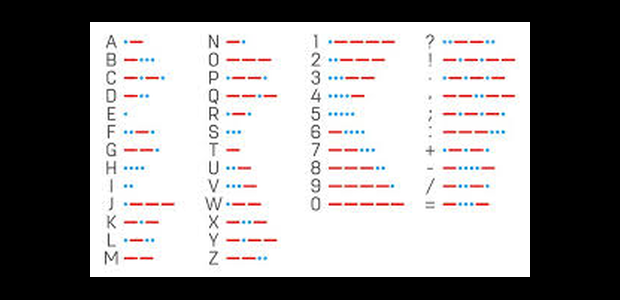 A ·—
B —···
C —·—·
D —··
E ·
F ··—·
G ——·
H ····
I ··
J ·———
K —·—
L ·—··
M ——
N —·
O ———
P ·——·
Q ——·—
R ·—·
S ···
T —
U ··—
V ···—
W ·——
X —··—
Y —·——
Z ——··
1 ·————
2 ··———
3 ···——
4 ····—
5 ·····
6 —····
7 ——···
8 ———··
9 ————·
0 —————
? ··——··
! —·—·——
. ·—·—·—
, ——··——
; —·—·—·
: ———···
+ ·—·—·
- —····—
/ —··—·
= —···—